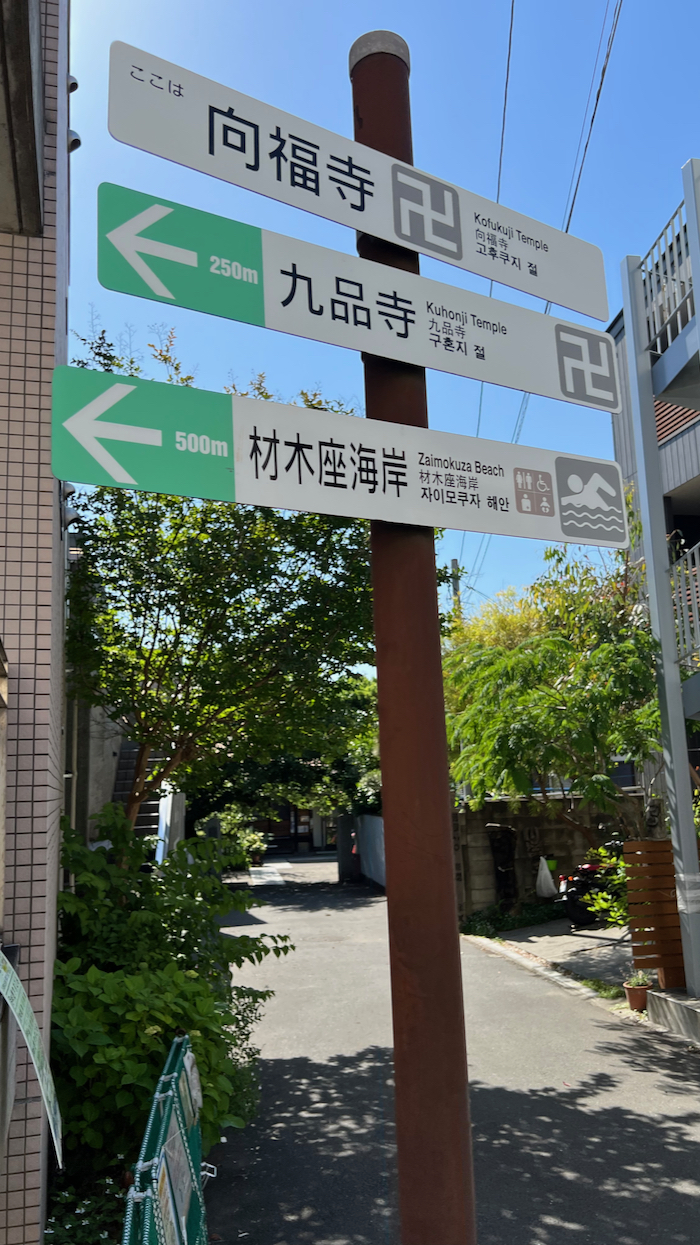 ここは
向福寺
卍
Kofukuji Temple
向福寺
고후쿠지 절
250m
九品寺
Kuhonji Temple
九品寺
구혼지 절
卍
500m
材木座海岸
Zaimokuza Beach
材木座海岸
자이모쿠자 해안